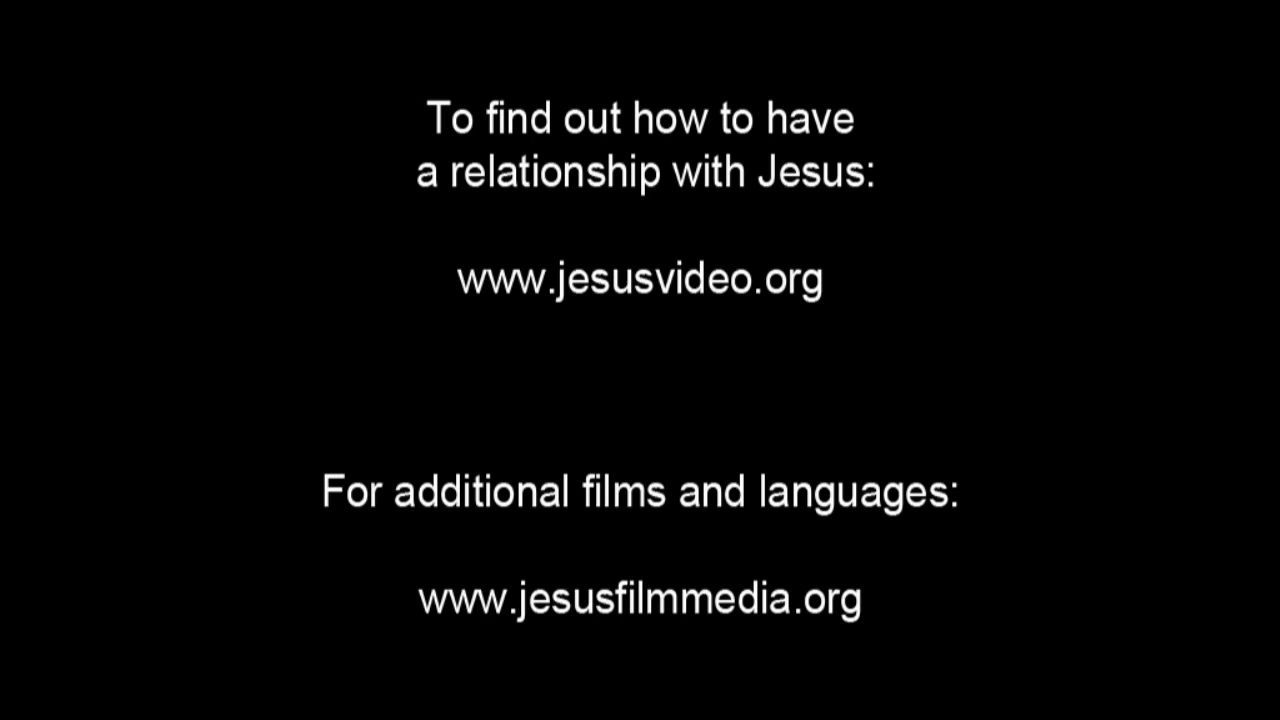 To find out how to have
a relationship with Jesus:
www.jesusvideo.org
For additional films and languages:
www.jesusfilmmedia.org